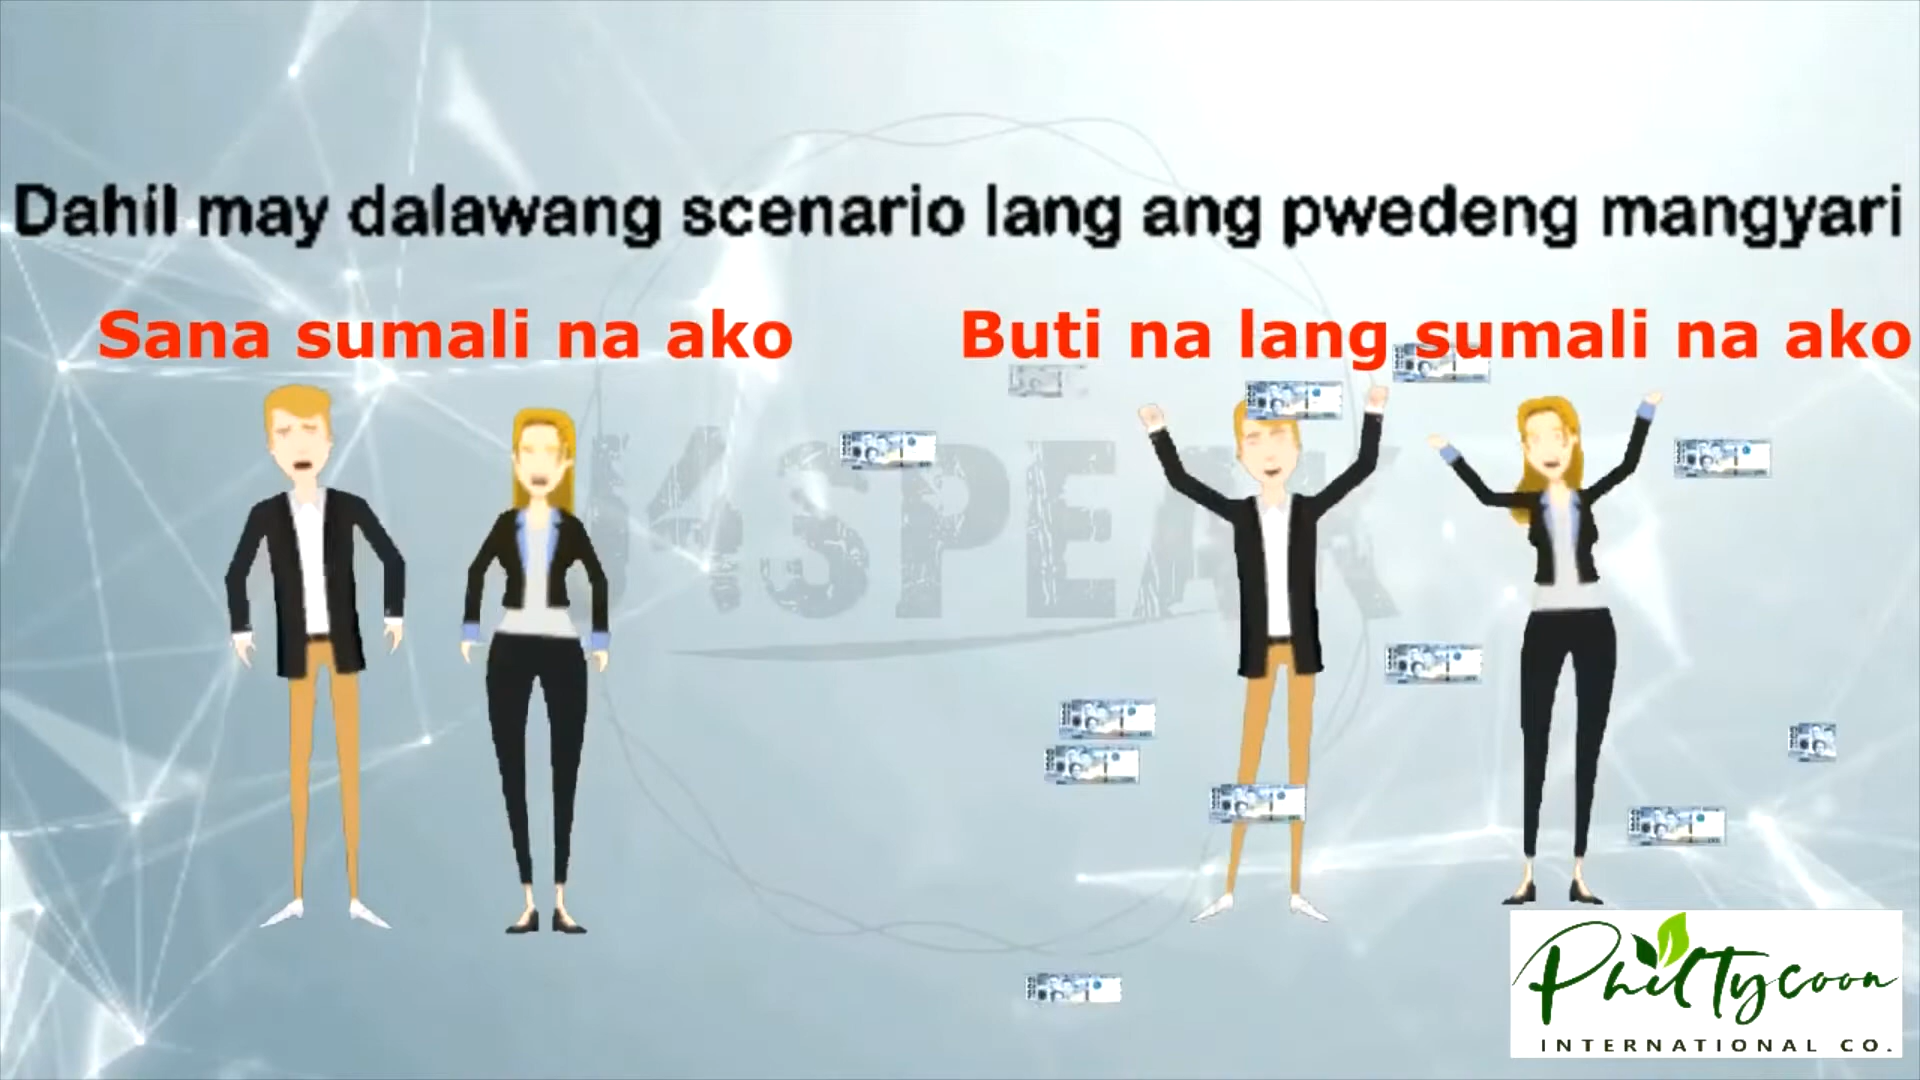 Dahil may dalawang scenario lang ang pwedeng mangyari
Sana sumali na ako
Buti na lang sumali na ako
PhilTycoon
INTERNATIONAL CO.